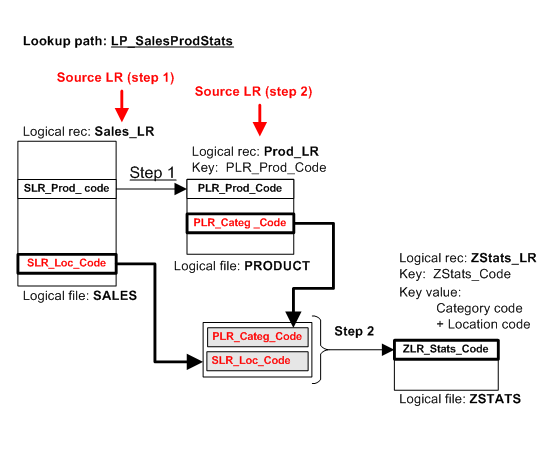 Lookup path: LP_SalesProdStats
Source LR (step 1)
Source LR (step 2)
Logical rec: Sales_LR
Logical rec: Prod_LR
Key: PLR_Prod_Code
Step 1
SLR_Prod_ code
PLR_Prod_Code
PLR_Categ _Code
SLR_Loc_Code
Logical file: PRODUCT
Logical file: SALES
Logical rec: ZStats_LR
Key: ZStats_Code
Key value:
Category code
+ Location code
PLR_Categ_Code
SLR_Loc_Code
Step 2
ZLR_Stats_Code
Logical file: ZSTATS